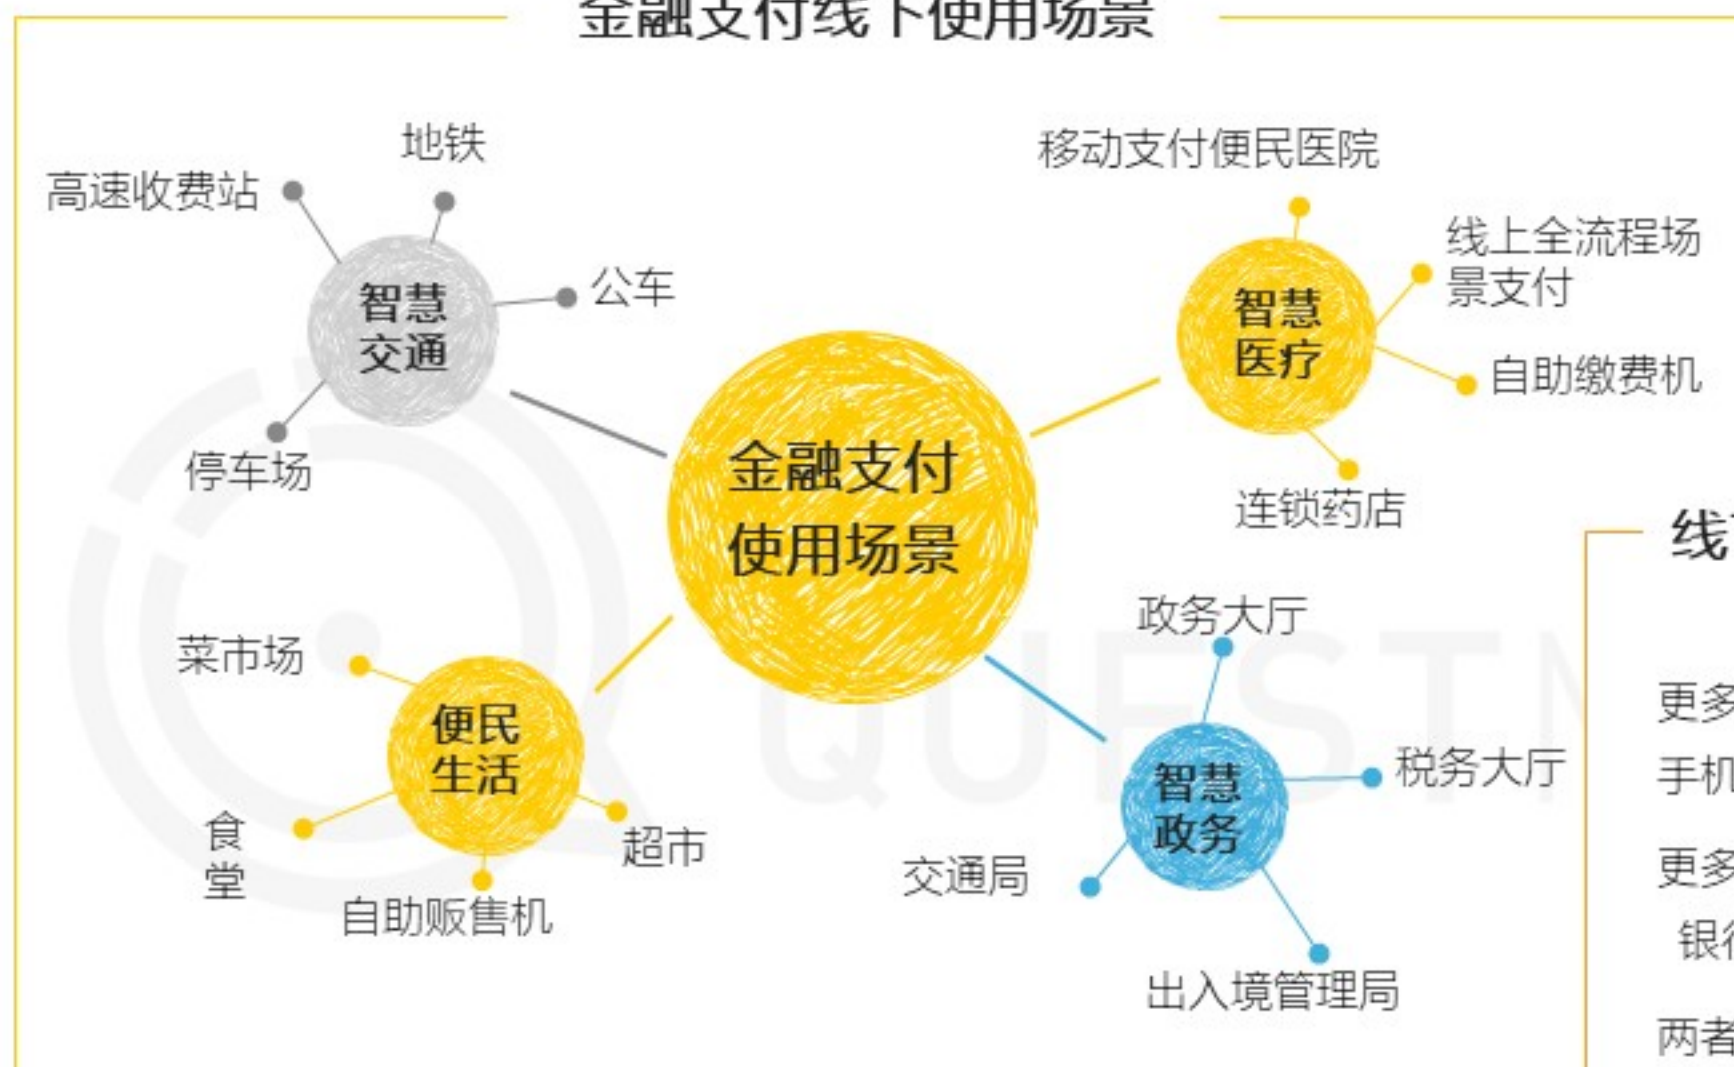 金融支付线下使用场景
地铁
高速收费站
公车
智慧
交通
停车场
移动支付便民医院
线上全流程场
景支付
智慧
医疗
自助缴费机
连锁药店
金融支付
使用场景
菜市场
便民
生活
食
堂
自助贩售机
超市
政务大厅
税务大厅
智慧
政务
交通局
出入境管理局
线
更多
手机
更多
银行
两者
QUESTM